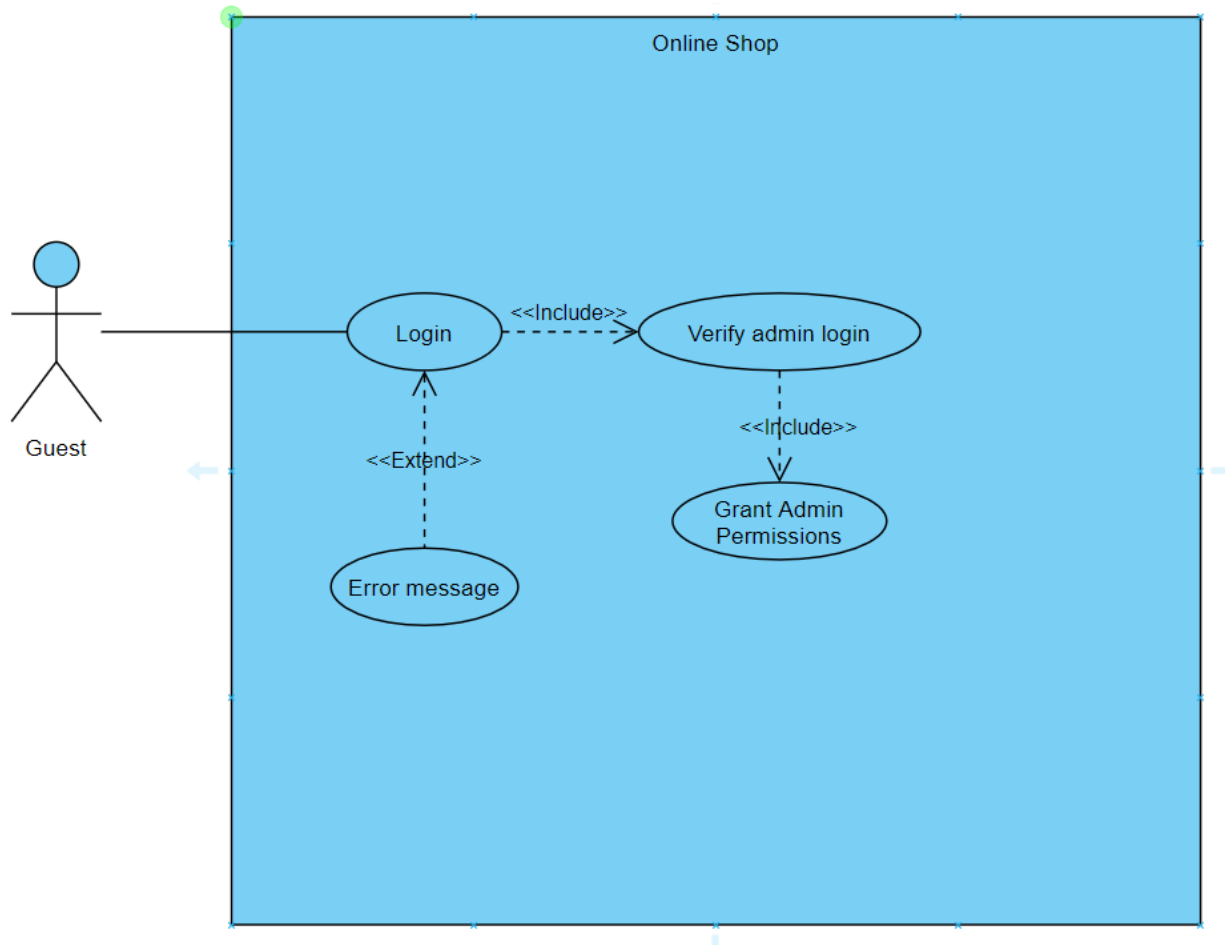 Online Shop
<<Include>>
Login
Verify admin login
<<Include>>
Guest
<<Extend>>
Grant Admin
Permissions
Error message